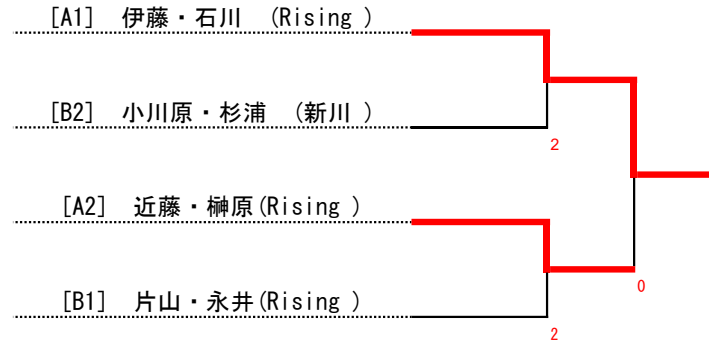 [A1] 伊藤・石川 (Rising )
[B2] 小川原・杉浦 (新川 )
2
[A2] 近藤・榊原(Rising )
0
[B1] 片山・永井(Rising )
2